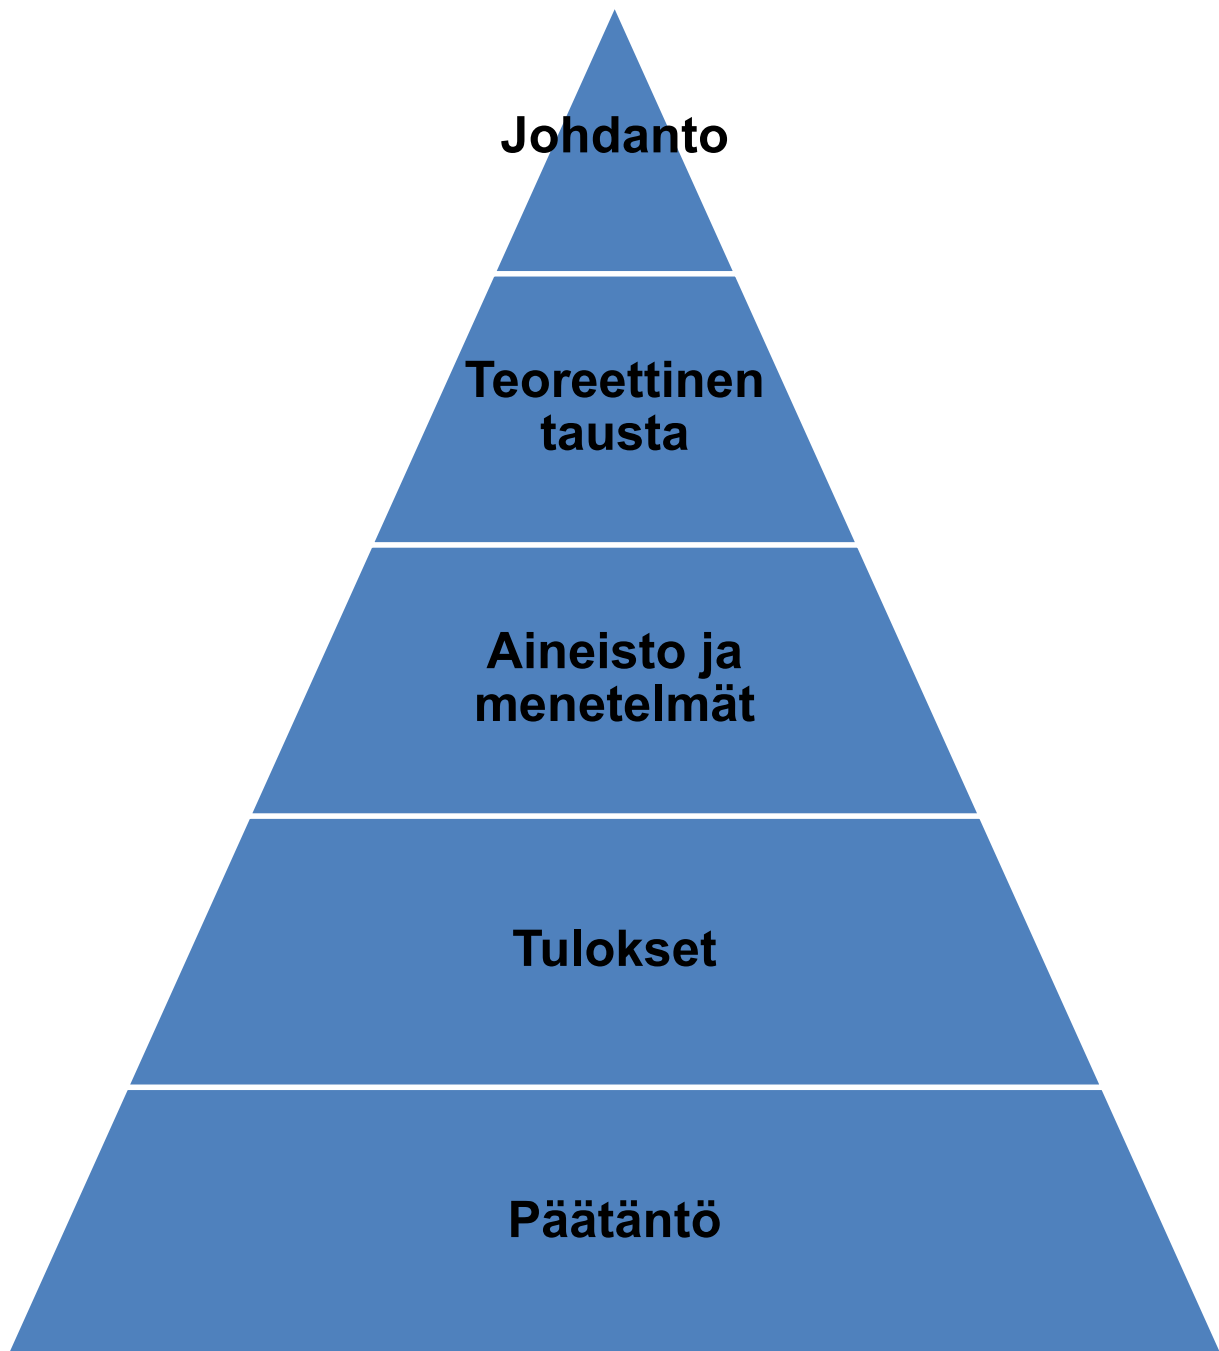 Johdanto
Teoreettinen
tausta
Aineisto ja
menetelmät
Tulokset
Päätäntö